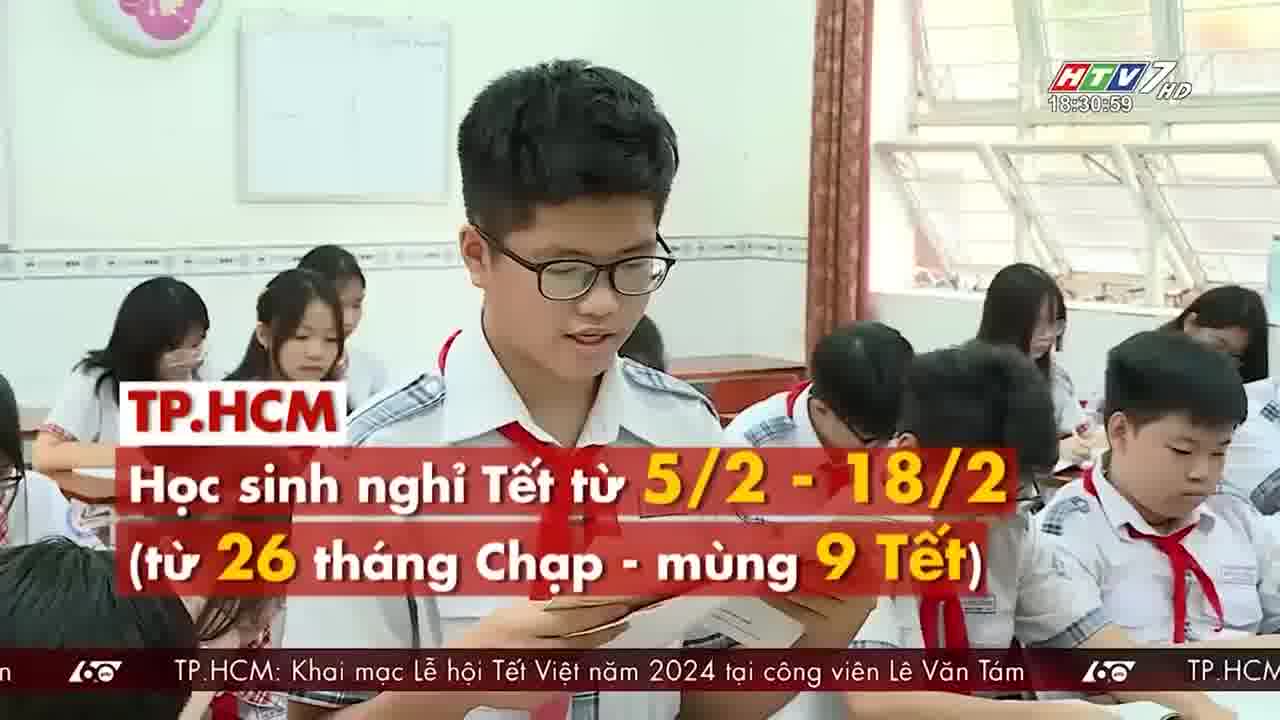 HTV7 HD
18:30:59
TP.HCM
Học sinh nghỉ Tết từ 5/2 - 18/2
(từ 26 tháng Chạp - mùng 9 Tết)
TP.HCM: Khai mạc Lễ hội Tết Việt năm 2024 tại công viên Lê Văn Tám
TP.HCM